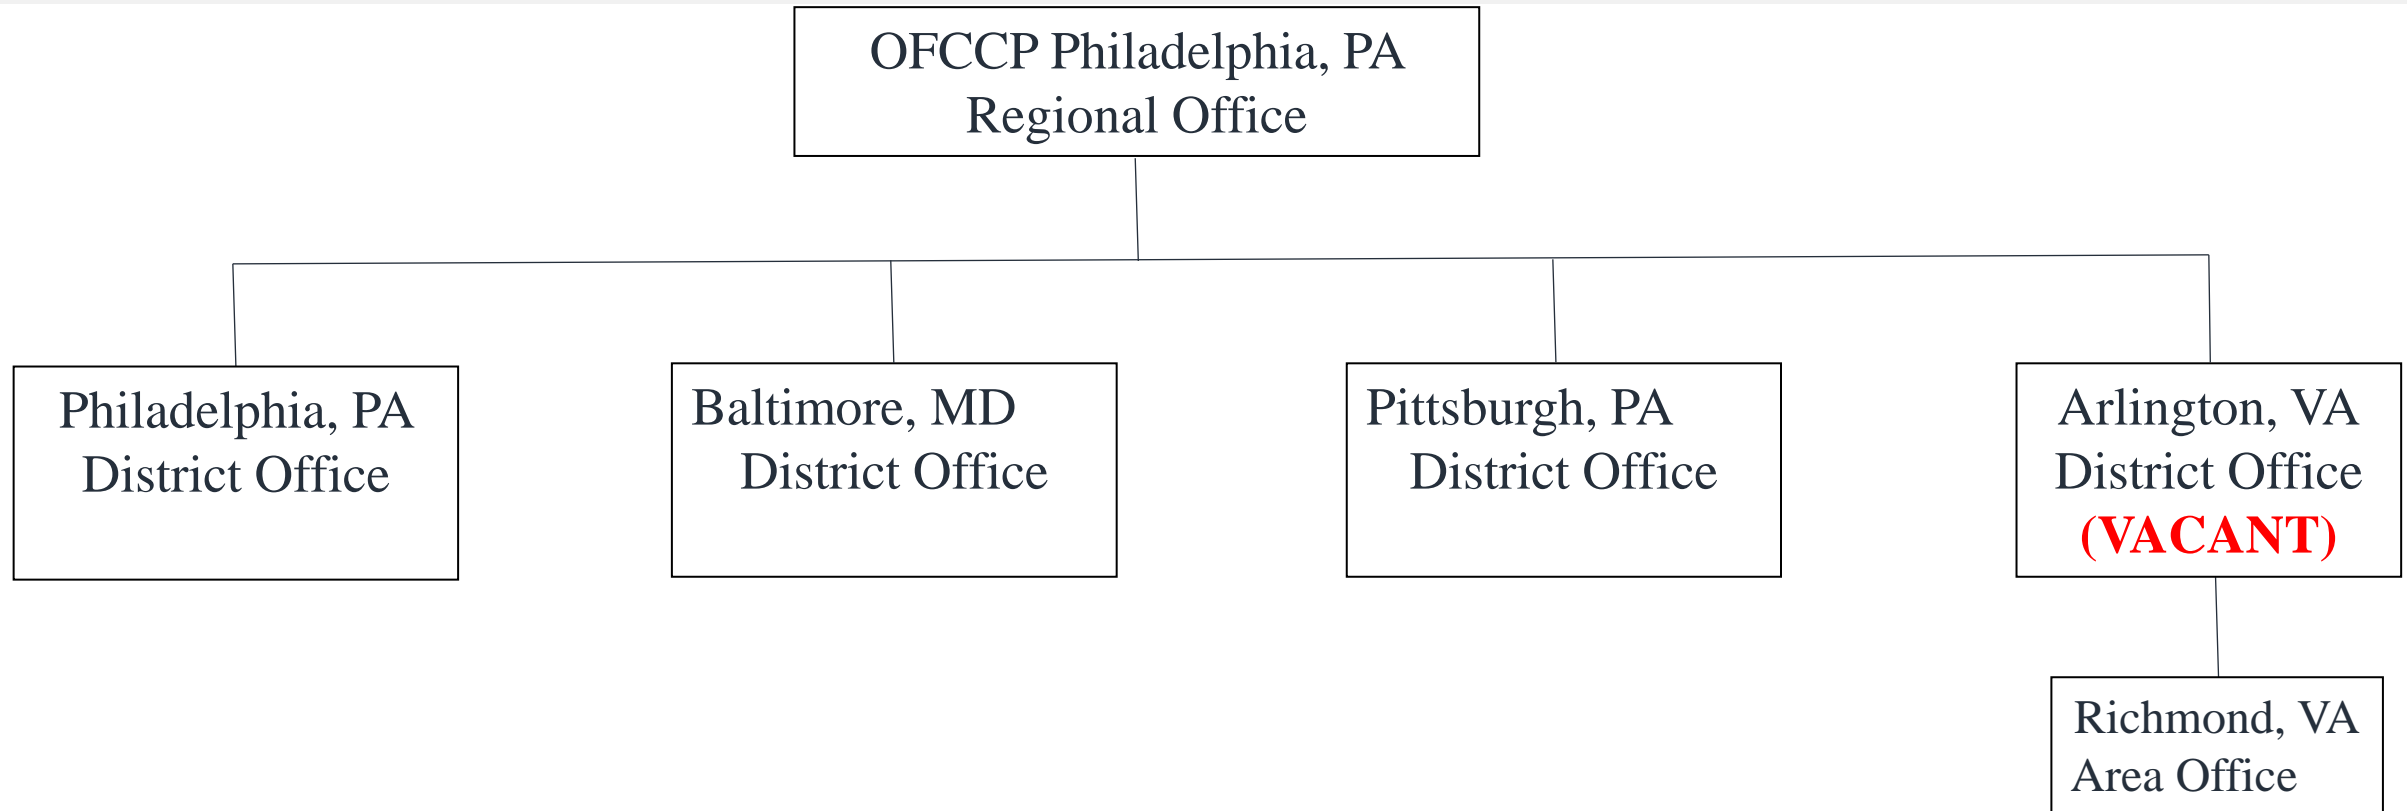 OFCCP Philadelphia, PA
Regional Office
Philadelphia, PA
District Office
Baltimore, MD
District Office
Pittsburgh, PA
District Office
Arlington, VA
District Office
(VACANT)
Richmond, VA
Area Office